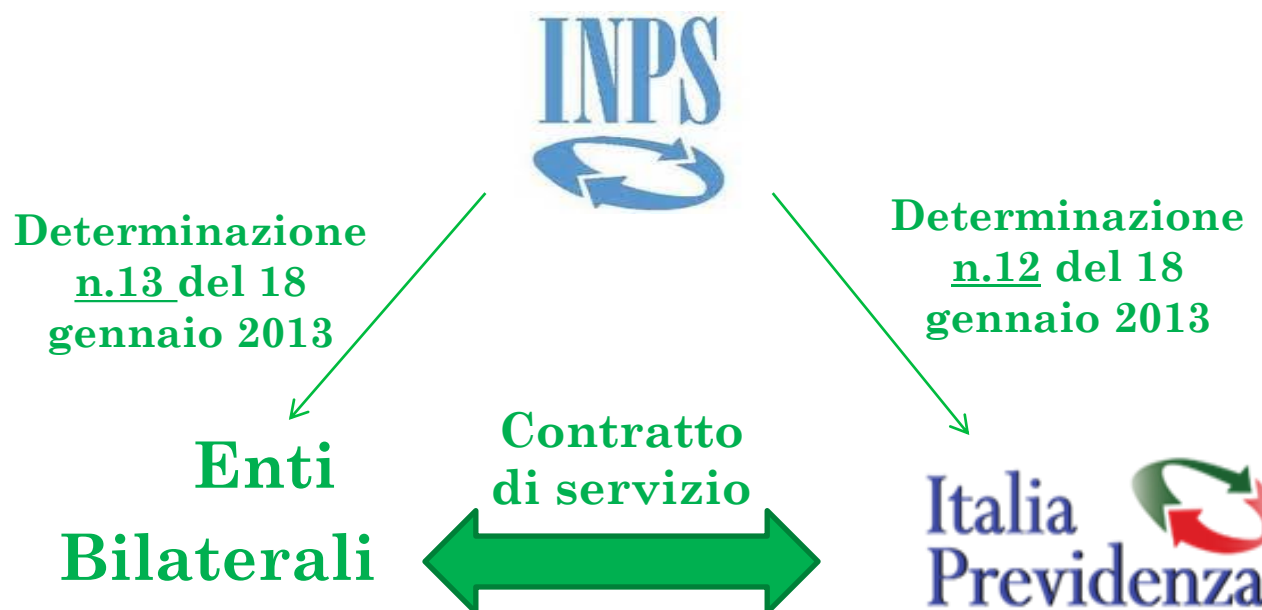 INPS
Determinazione
n.13 del 18
gennaio 2013
Determinazione
n.12 del 18
gennaio 2013
Contratto
di servizio
Enti
Bilaterali
Italia
Previdenza